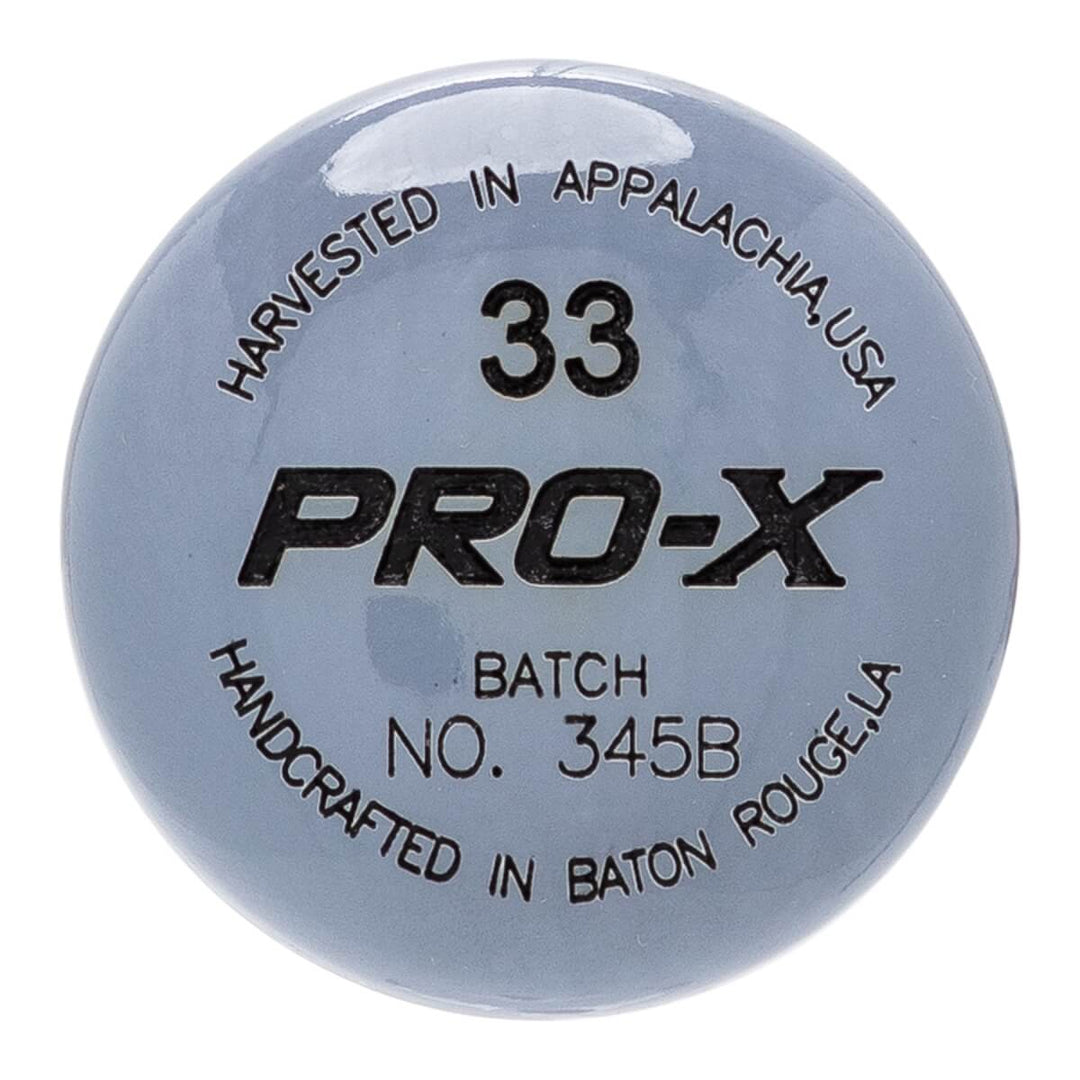 HARVESTED IN APPALACHIA, USA
33
PRO-X
BATCH
NO. 345B
HANDCRAFTED IN BATON ROUGE, LA